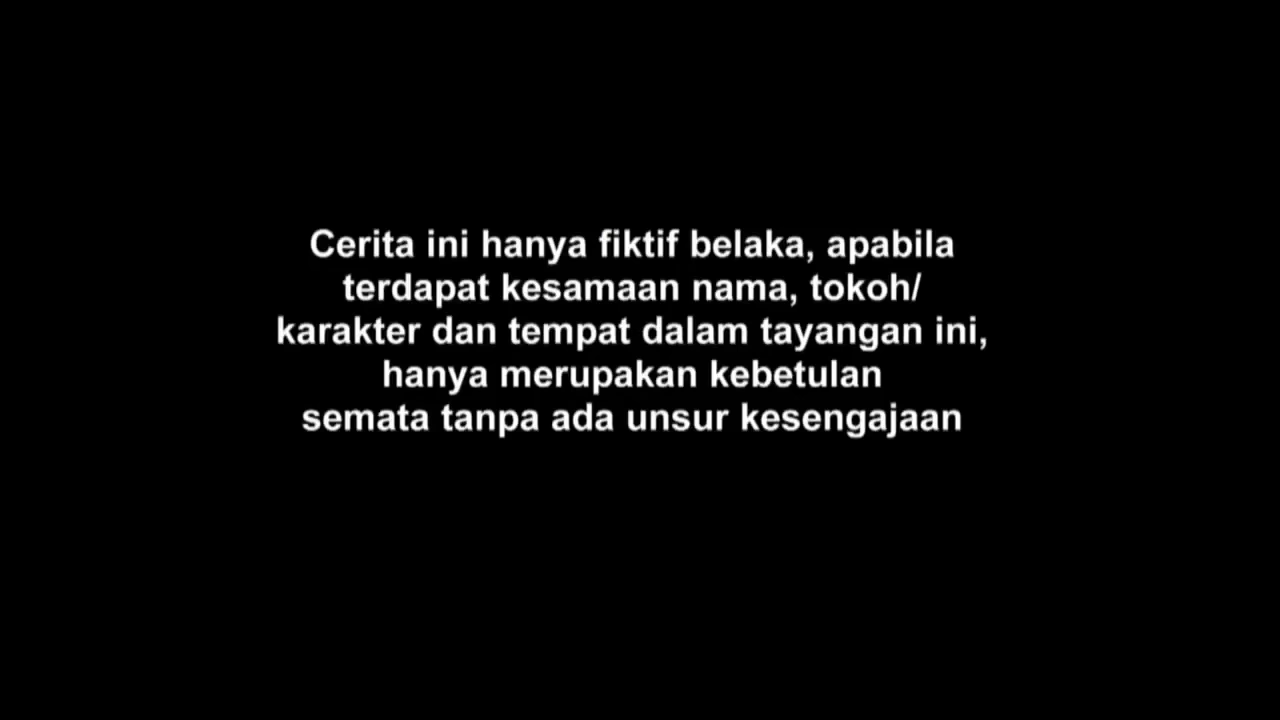 Cerita ini hanya fiktif belaka, apabila
terdapat kesamaan nama, tokoh/
karakter dan tempat dalam tayangan ini,
hanya merupakan kebetulan
semata tanpa ada unsur kesengajaan